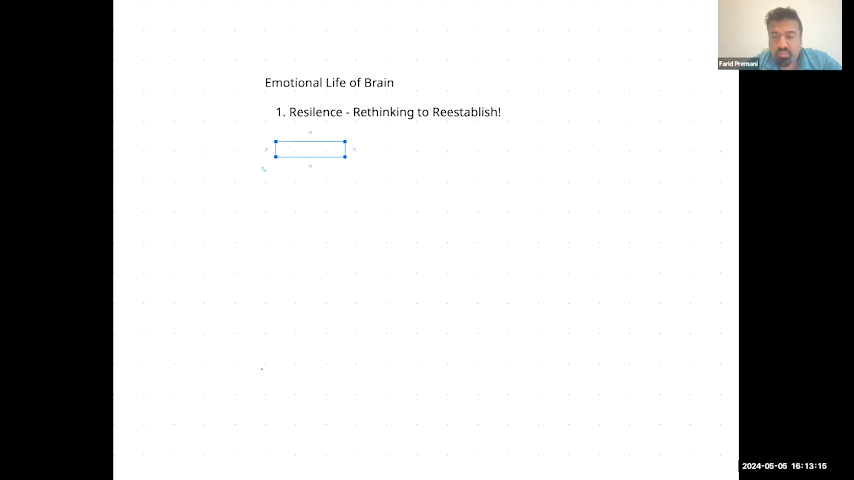 Farid Premani
Emotional Life of Brain
1. Resilence - Rethinking to Reestablish!
2024-05-05 16:13:15